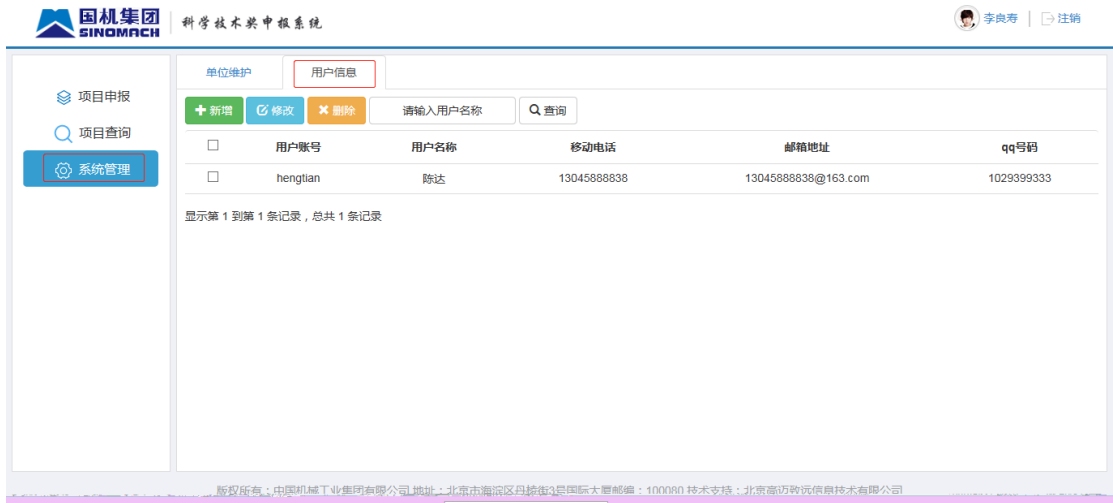 国机集团
SINOMACH
科学技术奖申报系统
李良寿
注销
项目申报
项目查询
系统管理
单位维护
用户信息
新增 修改 删除 请输入用户名称 查询
用户账号 用户名称 移动电话 邮箱地址 qq号码
hengtian 陈达 13045888838 13045888838@163.com 1029399333
显示第 1 到第 1 条记录，总共 1 条记录
版权所有：中国机械工业集团有限公司 地址：北京市海淀区丹棱街3号国际大厦邮编：100080 技术支持：北京高迈致远信息技术有限公司